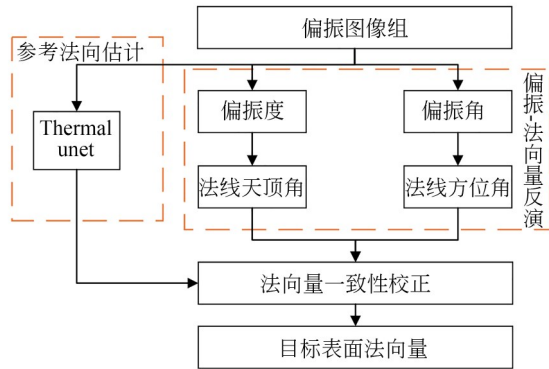 偏振图像组
参考法向估计
Thermal
unet
偏振度
偏振角
法线天顶角
法线方位角
偏振-法向量反演
法向量一致性校正
目标表面法向量